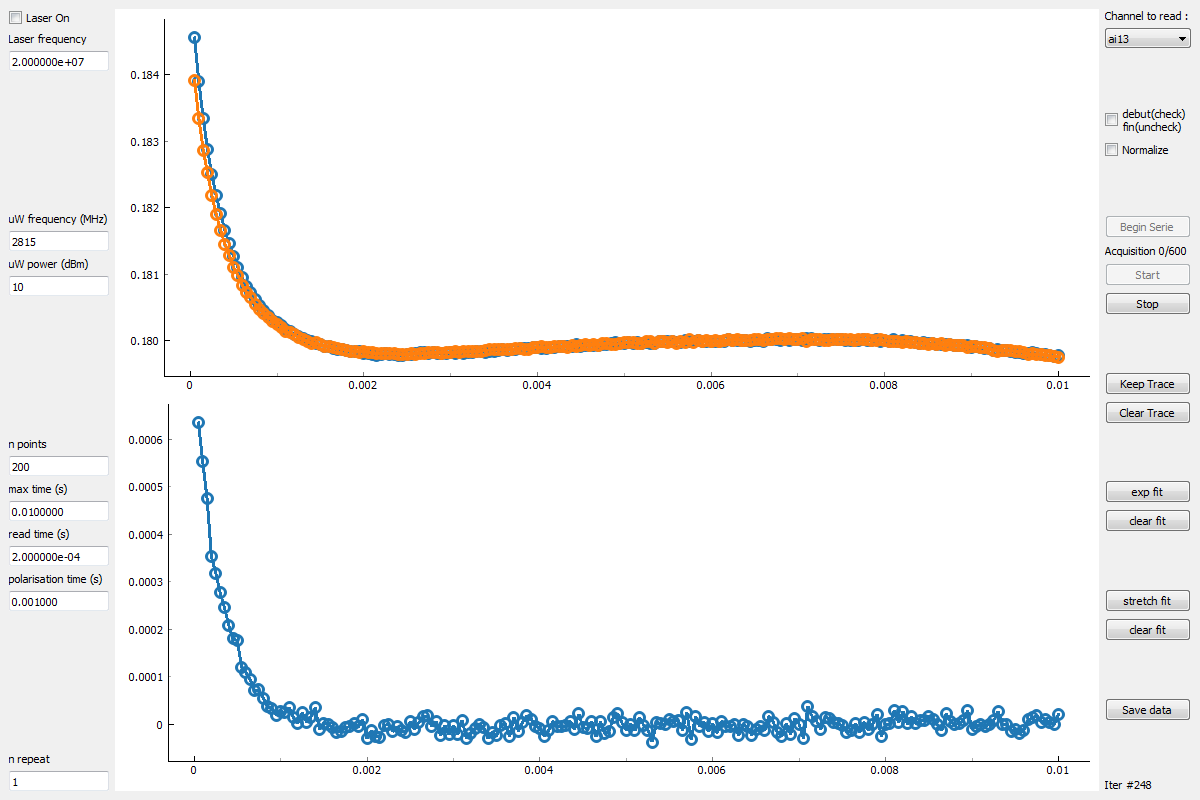 Laser On
Laser frequency
2.000000e+07
uW frequency (MHz)
2815
uW power (dBm)
10
n points
200
max time (s)
0.0100000
read time (s)
2.000000e-04
polarisation time (s)
0.001000
n repeat
1
0.184
0.183
0.182
0.181
0.180
0
0.002
0.004
0.006
0.008
0.01
0.0006
0.0005
0.0004
0.0003
0.0002
0.0001
0
0
0.002
0.004
0.006
0.008
0.01
Channel to read :
ai13
debut(check)
fin(uncheck)
Normalize
Begin Serie
Acquisition 0/600
Start
Stop
Keep Trace
Clear Trace
exp fit
clear fit
stretch fit
clear fit
Save data
Iter #248